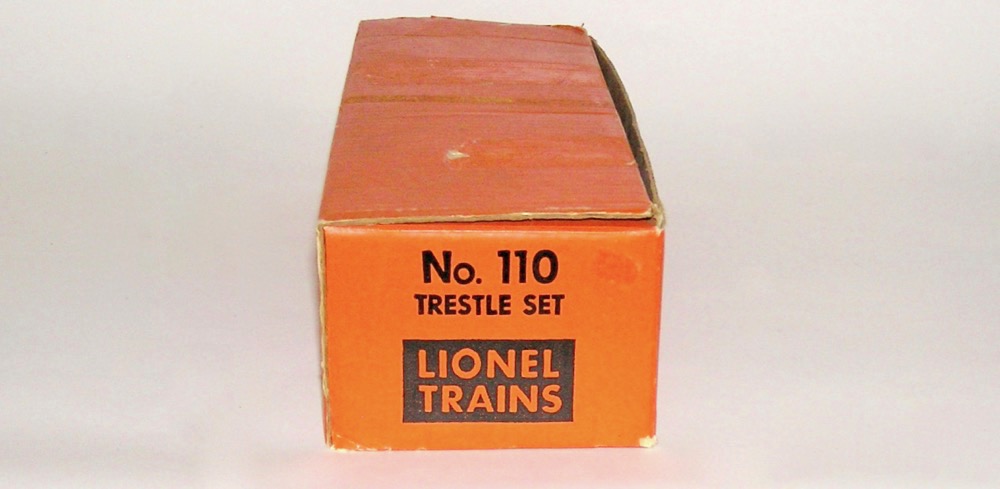 No. 110
TRESTLE SET
LIONEL
TRAINS